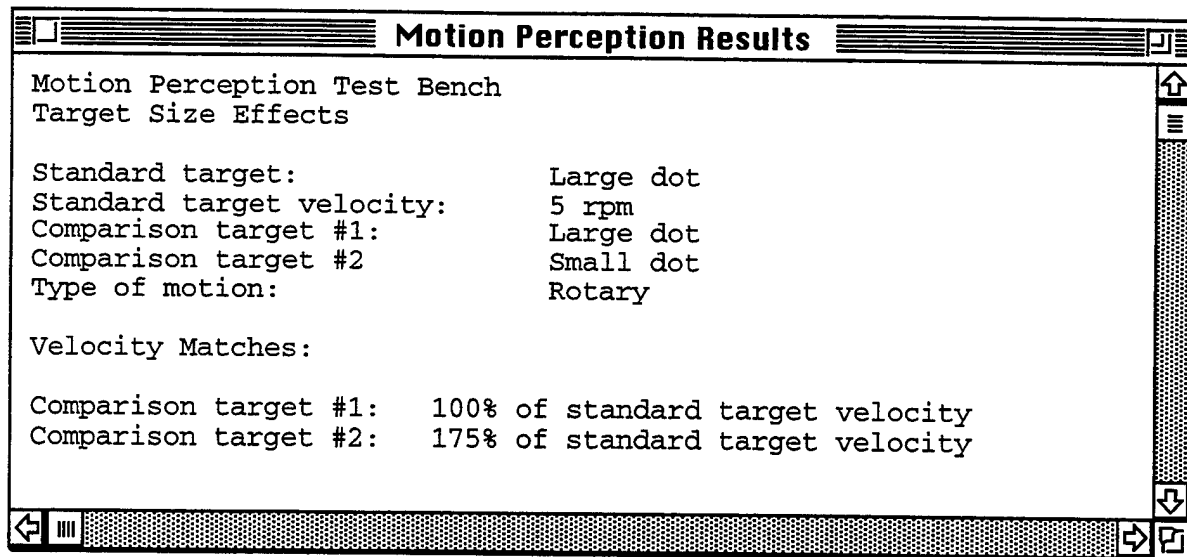 Motion Perception Results
Motion Perception Test Bench
Target Size Effects
Standard target: Large dot
Standard target velocity: 5 rpm
Comparison target #1: Large dot
Comparison target #2 Small dot
Type of motion: Rotary
Velocity Matches:
Comparison target #1: 100% of standard target velocity
Comparison target #2: 175% of standard target velocity